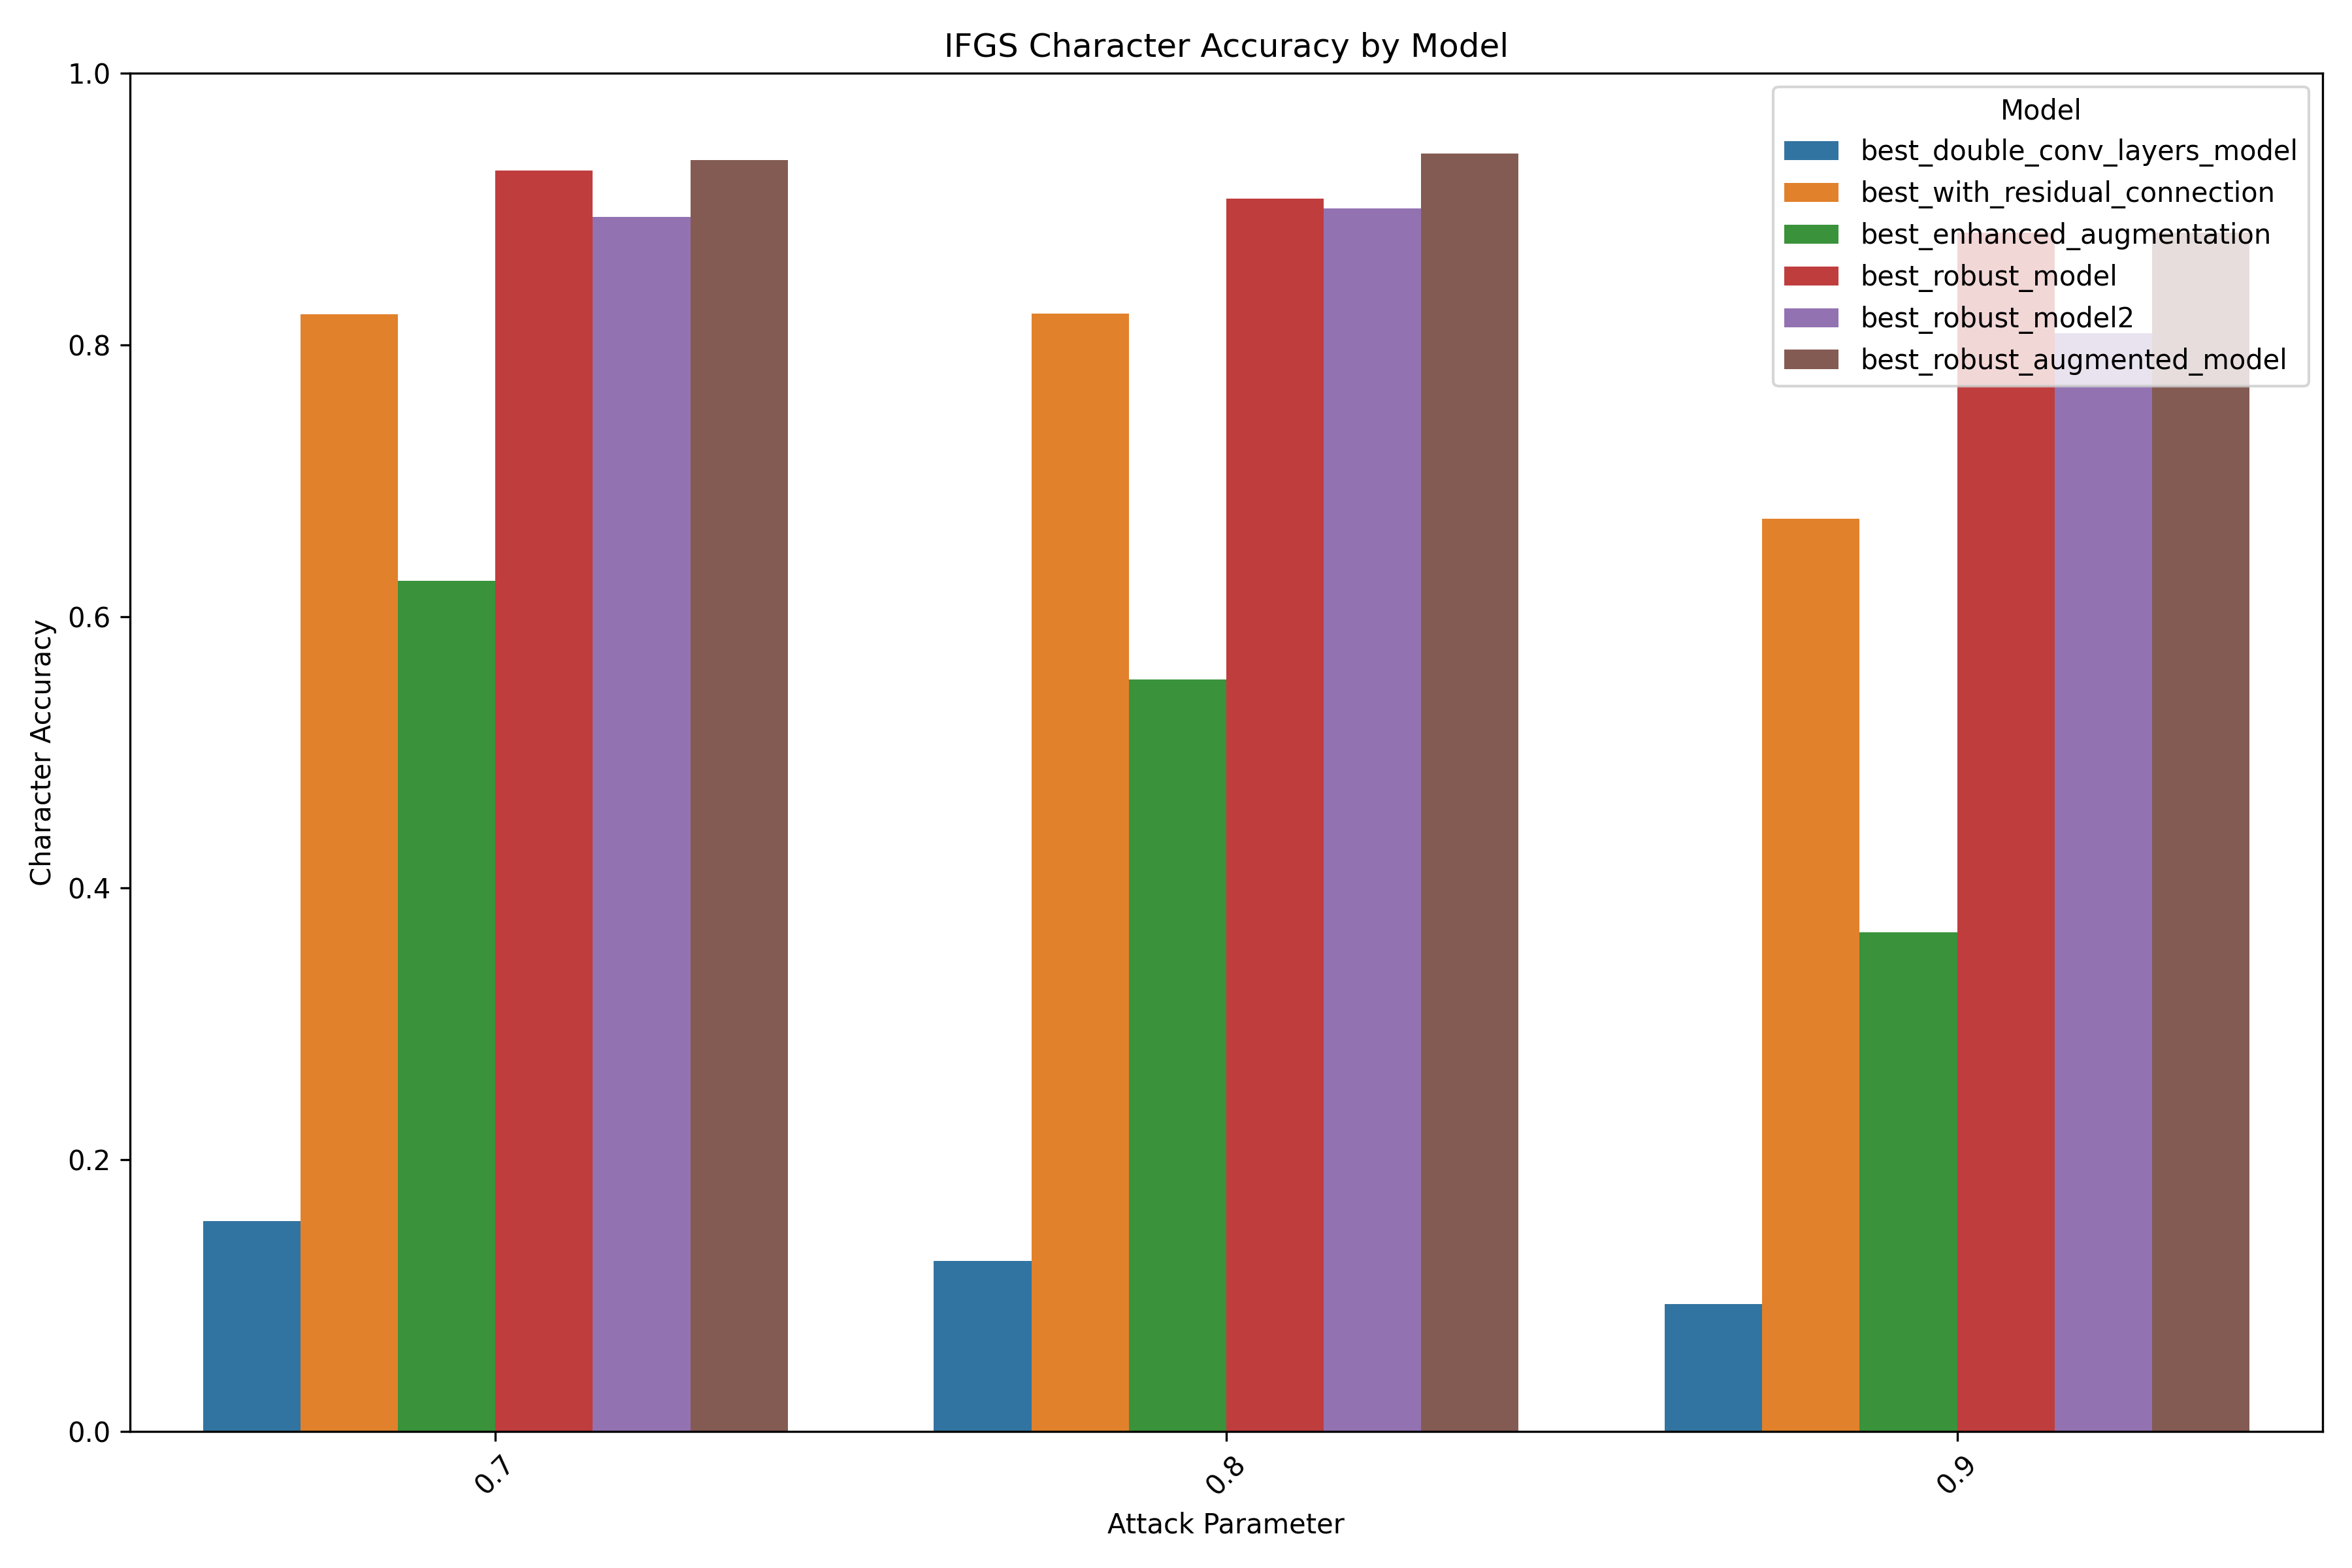 IFGS Character Accuracy by Model
Model
best_double_conv_layers_model
best_with_residual_connection
best_enhanced_augmentation
best_robust_model
best_robust_model2
best_robust_augmented_model
Character Accuracy
1.0
0.8
0.6
0.4
0.2
0.0
0.7
0.8
0.9
Attack Parameter